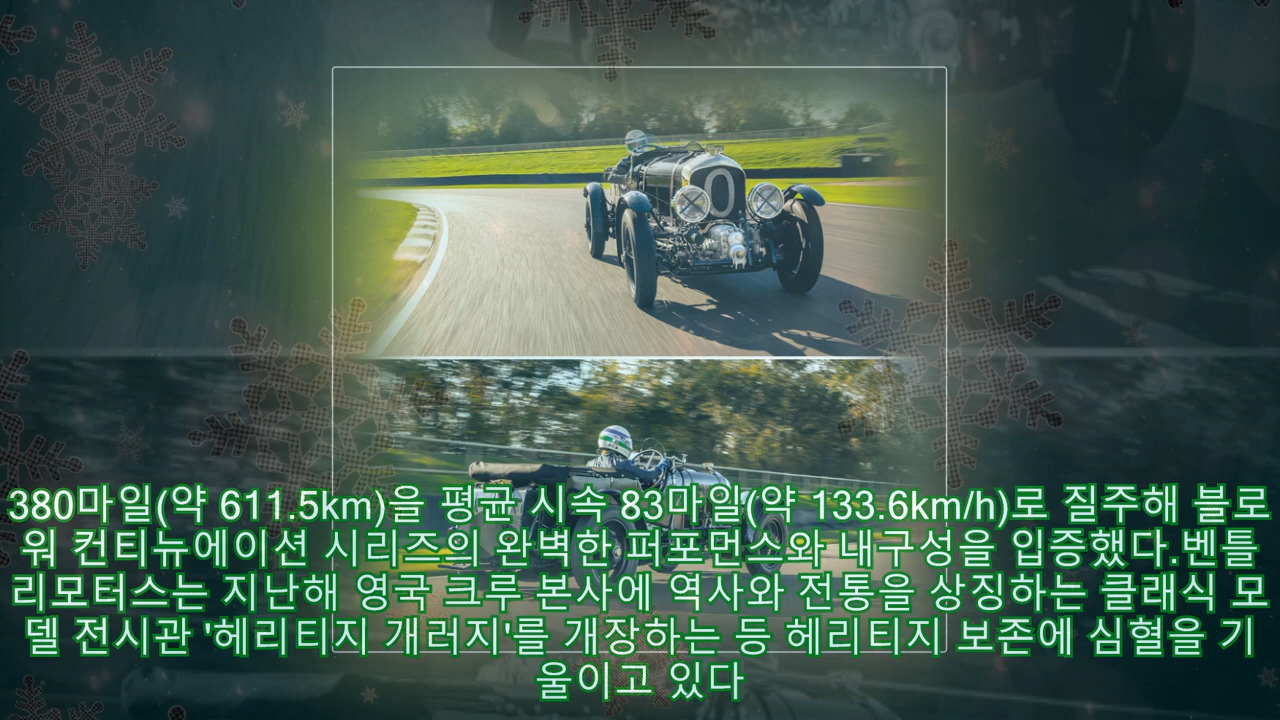 0
380마일(약 611.5km)을 평균 시속 83마일(약 133.6km/h)로 질주해 블로
워 컨티뉴에이션 시리즈의 완벽한 퍼포먼스와 내구성을 입증했다.벤틀
리모터스는 지난해 영국 크루 본사에 역사와 전통을 상징하는 클래식 모
델 전시관 '헤리티지 개러지'를 개장하는 등 헤리티지 보존에 심혈을 기
울이고 있다